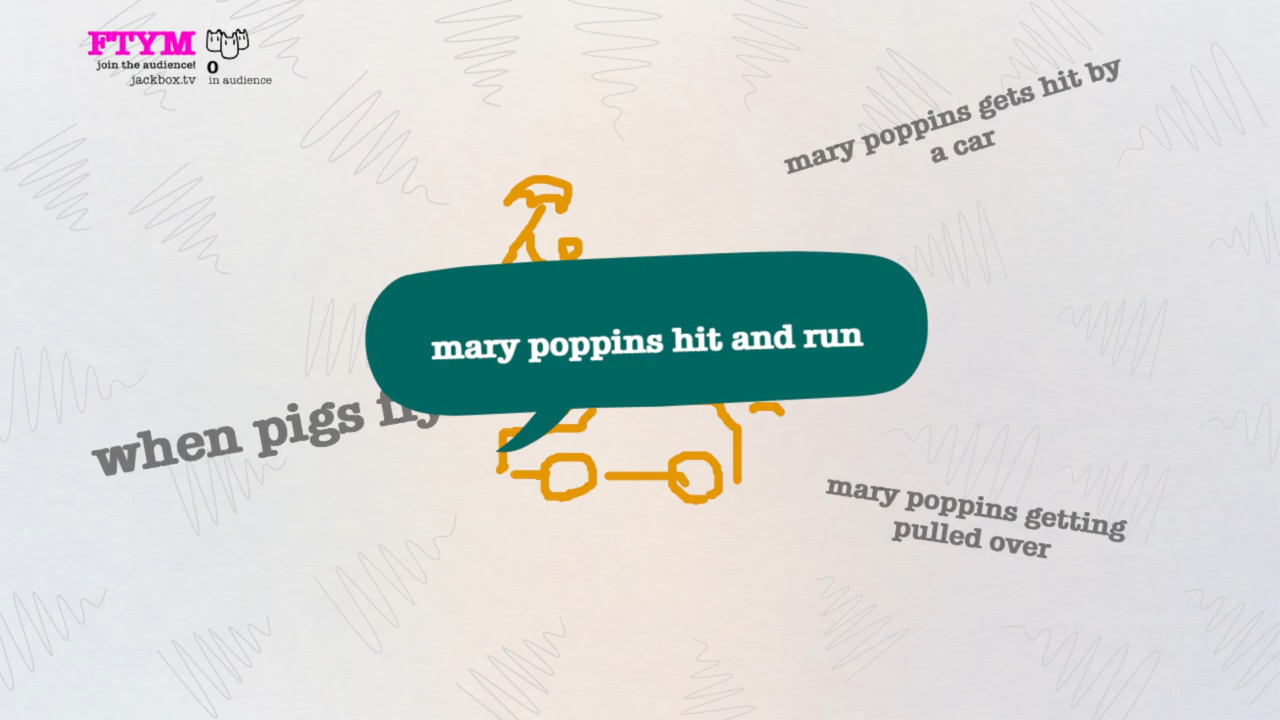 FTYM
join the audience!
jackbox.tv
0
in audience
mary poppins gets hit by
a car
mary poppins hit and run
when pigs fly
mary poppins getting
pulled over